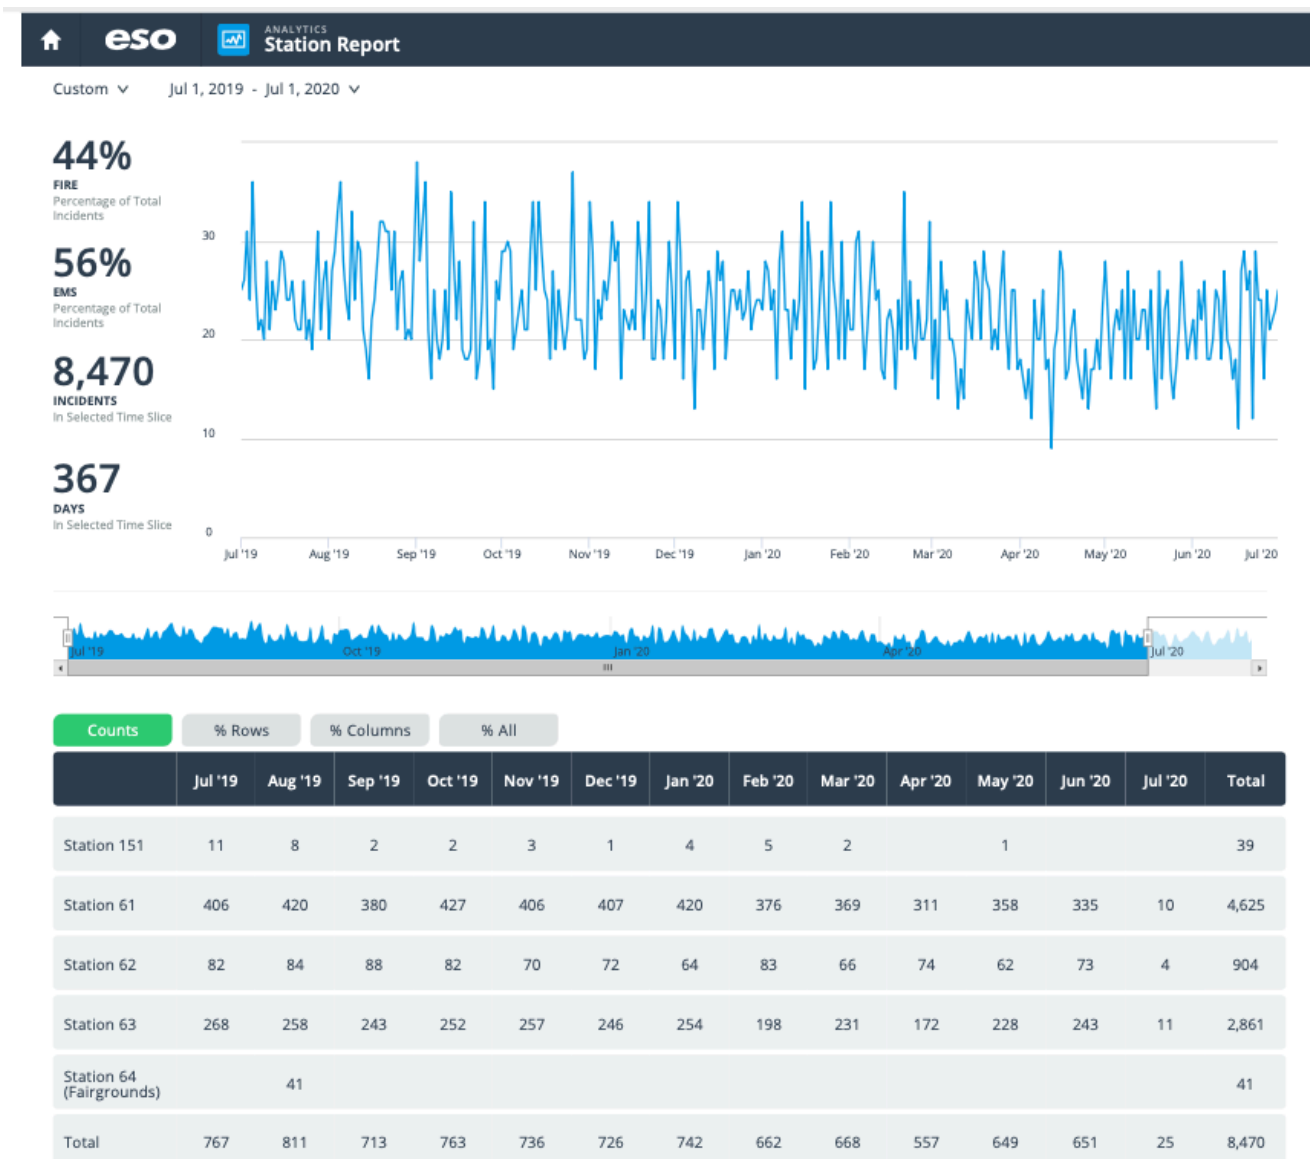 eso
ANALYTICS
Station Report
Custom
Jul 1, 2019 - Jul 1, 2020
44%
FIRE
Percentage of Total
Incidents
56%
EMS
Percentage of Total
Incidents
8,470
INCIDENTS
In Selected Time Slice
367
DAYS
In Selected Time Slice
30
20
10
0
Jul '19 Aug '19 Sep '19 Oct '19 Nov '19 Dec '19 Jan '20 Feb '20 Mar '20 Apr '20 May '20 Jun '20 Jul '20
Jul '19 Oct '19 Jan '20 Apr '20 Jul '20
Counts % Rows % Columns % All
Jul '19 Aug '19 Sep '19 Oct '19 Nov '19 Dec '19 Jan '20 Feb '20 Mar '20 Apr '20 May '20 Jun '20 Jul '20 Total
Station 151 11 8 2 2 3 1 4 5 2 1 39
Station 61 406 420 380 427 406 407 420 376 369 311 358 335 10 4,625
Station 62 82 84 88 82 70 72 64 83 66 74 62 73 4 904
Station 63 268 258 243 252 257 246 254 198 231 172 228 243 11 2,861
Station 64
(Fairgrounds) 41 41
Total 767 811 713 763 736 726 742 662 668 557 649 651 25 8,470